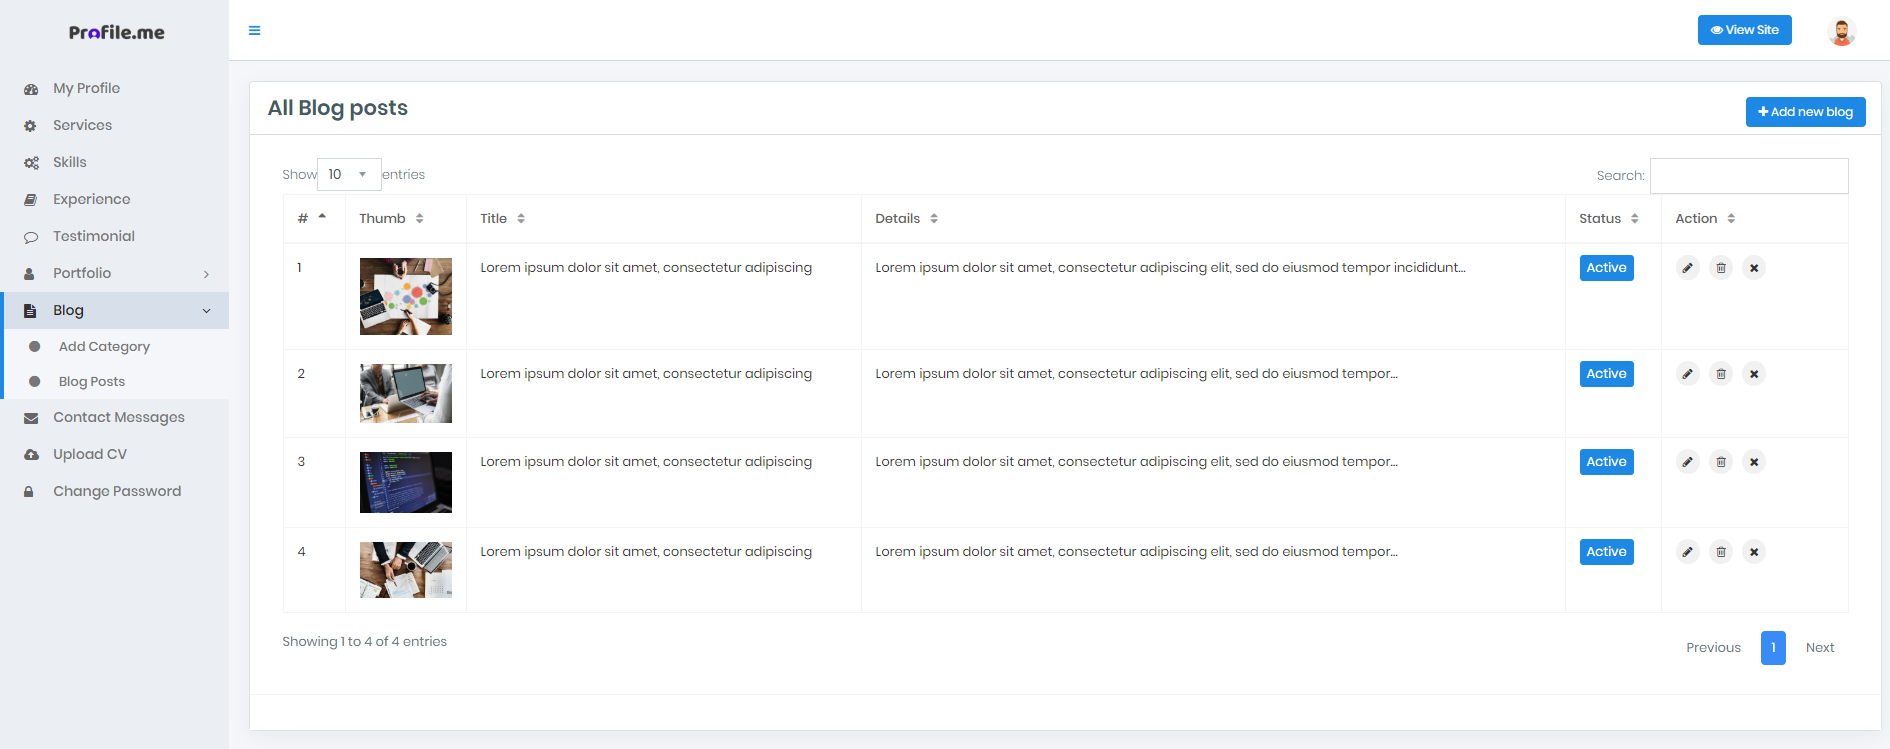 Profile.me
View Site
My Profile
Services
Skills
Experience
Testimonial
Portfolio
Blog
Add Category
Blog Posts
Contact Messages
Upload CV
Change Password
All Blog posts
Add new blog
Show 10 entries
Search:
# Thumb Title Details Status Action
1 Lorem ipsum dolor sit amet, consectetur adipiscing Lorem ipsum dolor sit amet, consectetur adipiscing elit, sed do eiusmod tempor incididunt... Active
2 Lorem ipsum dolor sit amet, consectetur adipiscing Lorem ipsum dolor sit amet, consectetur adipiscing elit, sed do eiusmod tempor... Active
3 Lorem ipsum dolor sit amet, consectetur adipiscing Lorem ipsum dolor sit amet, consectetur adipiscing elit, sed do eiusmod tempor... Active
4 Lorem ipsum dolor sit amet, consectetur adipiscing Lorem ipsum dolor sit amet, consectetur adipiscing elit, sed do eiusmod tempor... Active
Showing 1 to 4 of 4 entries
Previous 1 Next